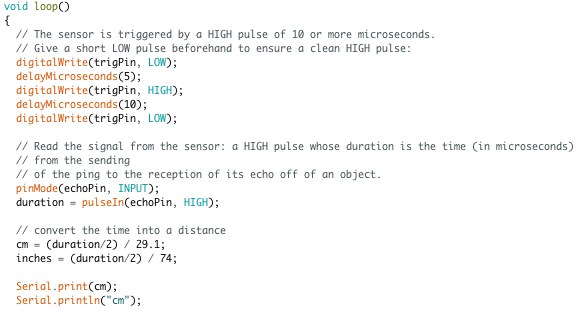 void loop()
{
// The sensor is triggered by a HIGH pulse of 10 or more microseconds.
// Give a short LOW pulse beforehand to ensure a clean HIGH pulse:
digitalWrite(trigPin, LOW);
delayMicroseconds(5);
digitalWrite(trigPin, HIGH);
delayMicroseconds(10);
digitalWrite(trigPin, LOW);
// Read the signal from the sensor: a HIGH pulse whose duration is the time (in microseconds)
// from the sending
// of the ping to the reception of its echo off of an object.
pinMode(echoPin, INPUT);
duration = pulseIn(echoPin, HIGH);
// convert the time into a distance
cm = (duration/2) / 29.1;
inches = (duration/2) / 74;
Serial.print(cm);
Serial.println("cm");